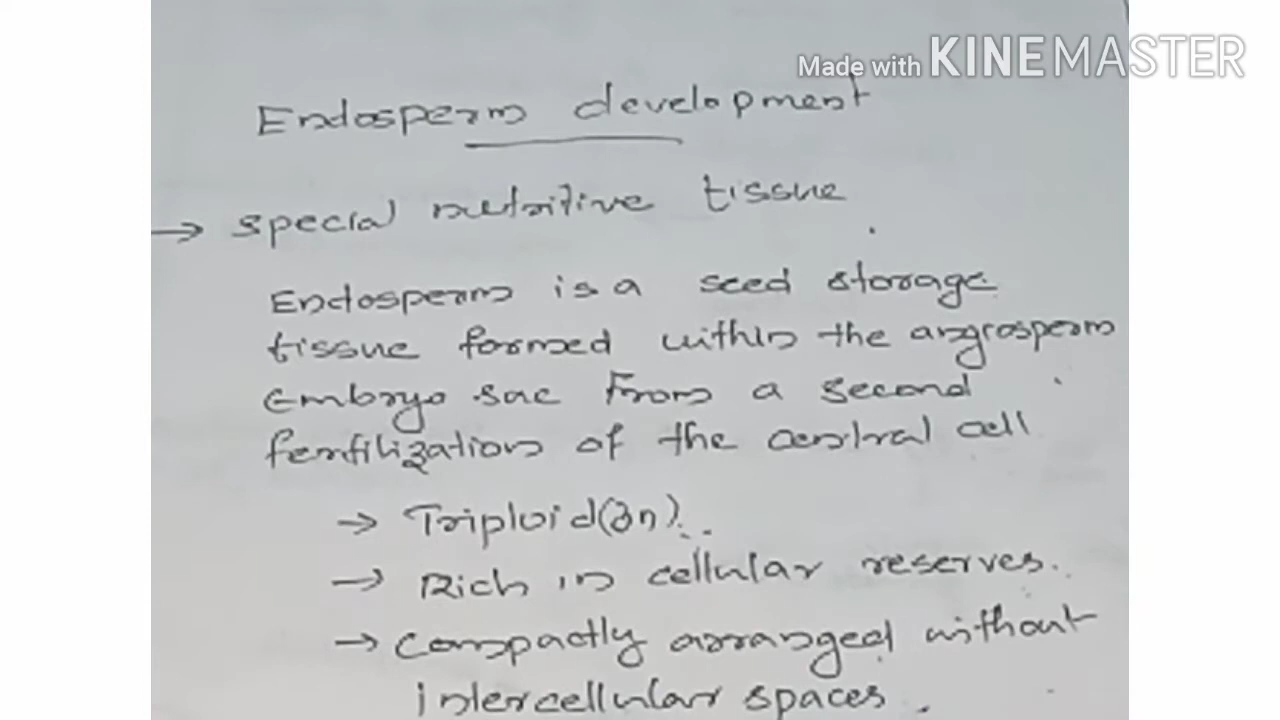 Made with KINEMASTER
Endosperm development
→ special nutritive tissue
Endosperm is a seed storage
tissue formed within the angiosperm
embryo sac from a second
fertilization of the central cell
→ Triploid (3n).
→ Rich in cellular reserves.
→ Compactly arranged without
intercellular spaces.